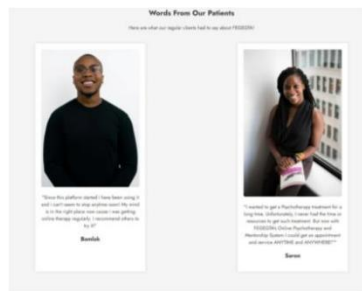 Words From Our Patients
Here are what our regular clients had to say about FEGEGTA!
"Since this platform started i have been using it
and i can't seem to stop anytime soon! My mind
is in the right place now cause i was getting
online therapy regularly. I recommend others to
try it!"
Bamlak
"I wanted to get a Psychotherapy treatment for a
long time. Unfortunately, I never had the time or
resources to get such treatment. But now with
Online Psychotherapy and
Mentorship System I could get an appointment
and service ANYTIME and ANYWHERE!""
Saron